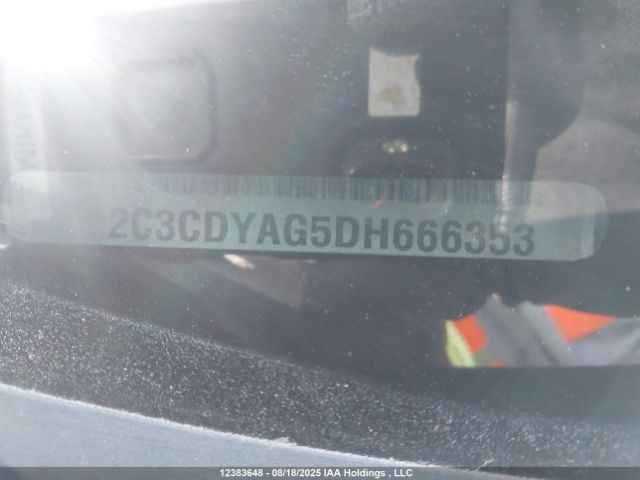 2C3CDYAG5DH666353
12383648 - 08/18/2025 IAA Holdings , LLC